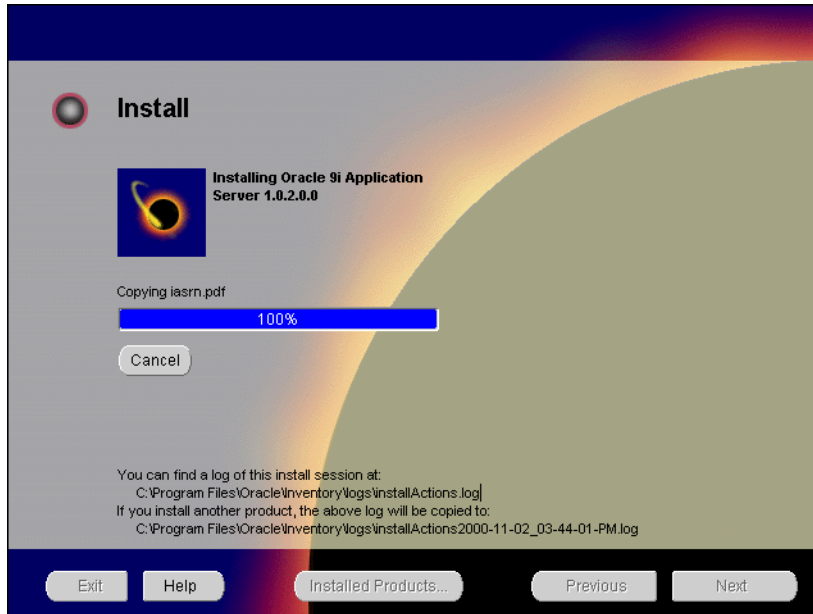 Install
Installing Oracle 9i Application
Server 1.0.2.0.0
Copying iasrn.pdf
100%
Cancel
You can find a log of this install session at:
C:\Program Files\Oracle\Inventory\logs\installActions.log
If you install another product, the above log will be copied to:
C:\Program Files\Oracle\Inventory\logs\installActions2000-11-02_03-44-01-PM.log
Exit
Help
Installed Products...
Previous
Next